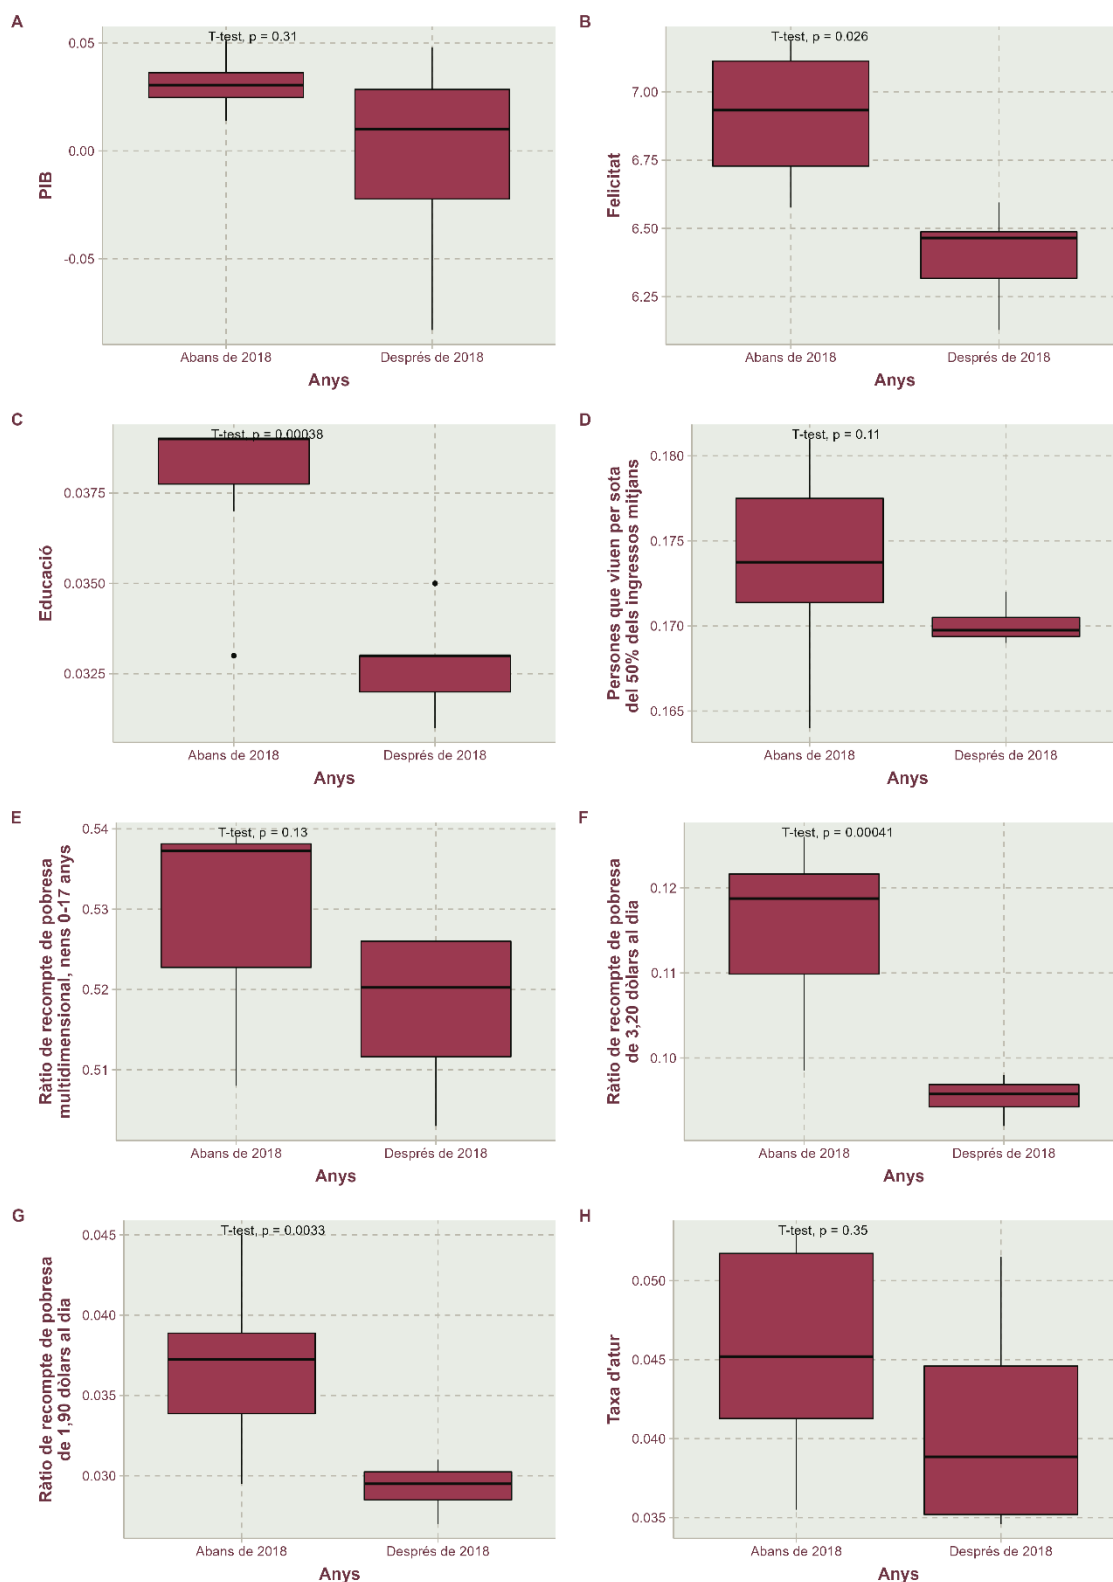 A
T-test, p = 0.31
0.05
0.00
-0.05
PIB
Abans de 2018
Després de 2018
Anys
B
T-test, p = 0.026
7.00
6.75
6.50
6.25
Felicitat
Abans de 2018
Després de 2018
Anys
C
T-test, p = 0.00038
0.0375
0.0350
0.0325
Educació
Abans de 2018
Després de 2018
Anys
D
T-test, p = 0.11
0.180
0.175
0.170
0.165
Persones que viuen per sota
del 50% dels ingressos mitjans
Abans de 2018
Després de 2018
Anys
E
T-test, p = 0.13
0.54
0.53
0.52
0.51
Ràtio de recompte de pobresa
multidimensional, nens 0-17 anys
Abans de 2018
Després de 2018
Anys
F
T-test, p = 0.00041
0.12
0.11
0.10
Ràtio de recompte de pobresa
de 3,20 dòlars al dia
Abans de 2018
Després de 2018
Anys
G
T-test, p = 0.0033
0.045
0.040
0.035
0.030
Ràtio de recompte de pobresa
de 1,90 dòlars al dia
Abans de 2018
Després de 2018
Anys
H
T-test, p = 0.35
0.050
0.045
0.040
0.035
Taxa d'atur
Abans de 2018
Després de 2018
Anys